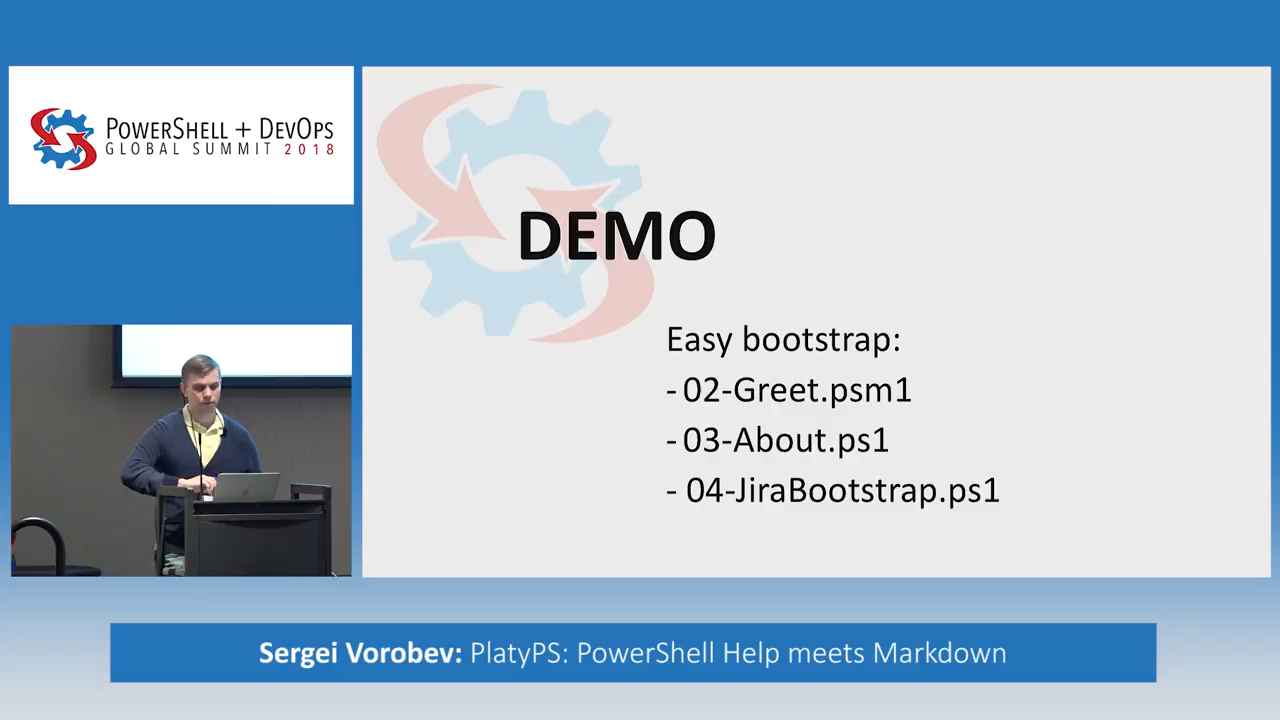 POWERSHELL + DEVOPS
GLOBAL SUMMIT 2018
DEMO
Easy bootstrap:
- 02-Greet.psm1
- 03-About.ps1
- 04-JiraBootstrap.ps1
Sergei Vorobev: PlatyPS: PowerShell Help meets Markdown